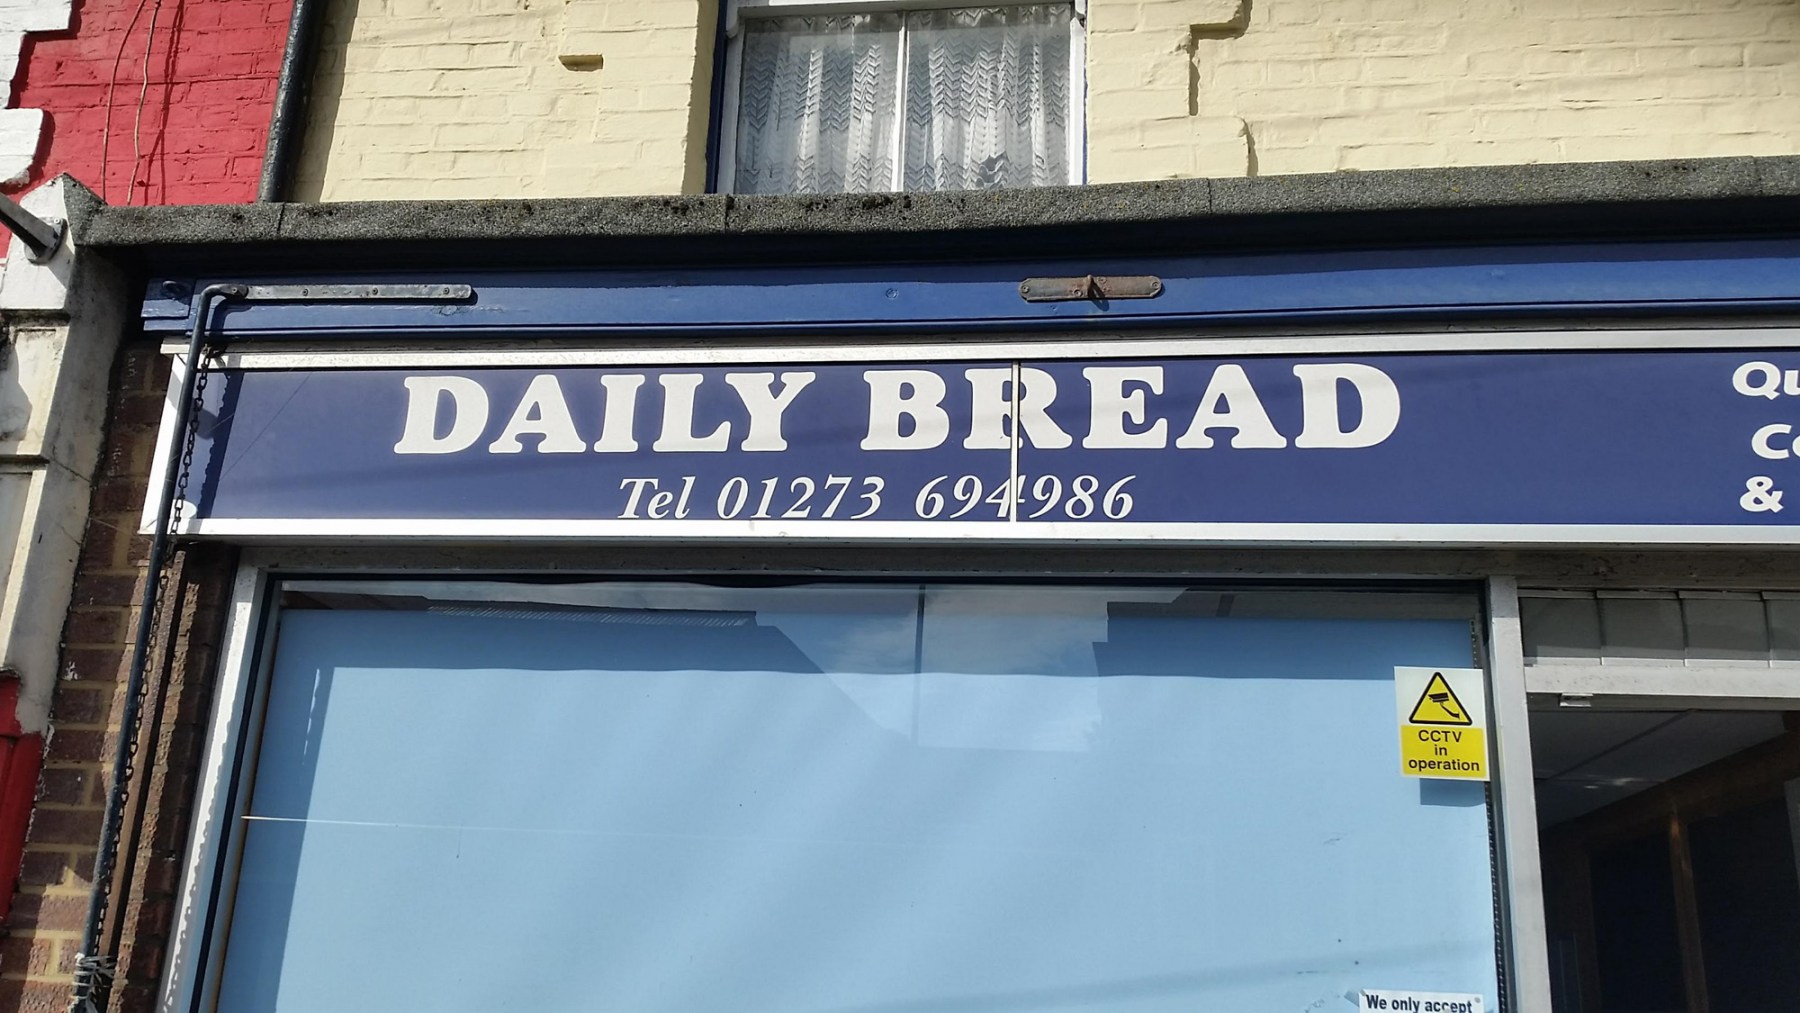 DAILY BREAD
Tel 01273 694986
&
CCTV
in
operation
We only accept